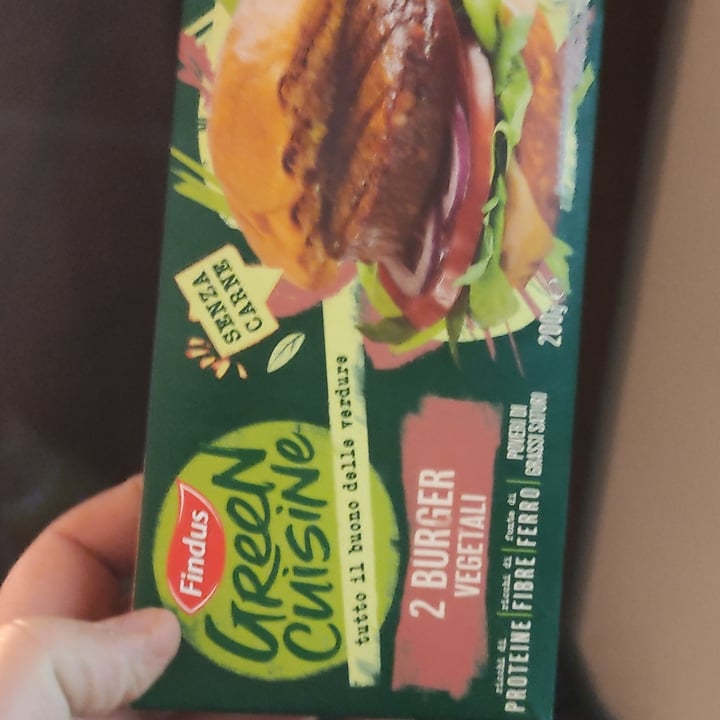 SENZA
CARNE
Findus
GREEN
CUISINE
tutto il buono delle verdure
2 BURGER
VEGETALI
ricchi di
PROTEINE
ricchi di
FIBRE
fonte di
FERRO
POVERI DI
GRASSI SATURI
200g e